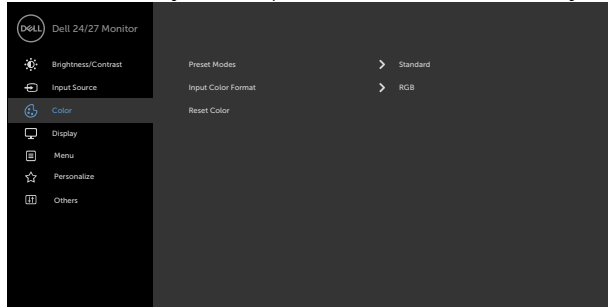 DELL
Dell 24/27 Monitor
Brightness/Contrast
Preset Modes
Standard
Input Source
Input Color Format
RGB
Color
Reset Color
Display
Menu
Personalize
Others